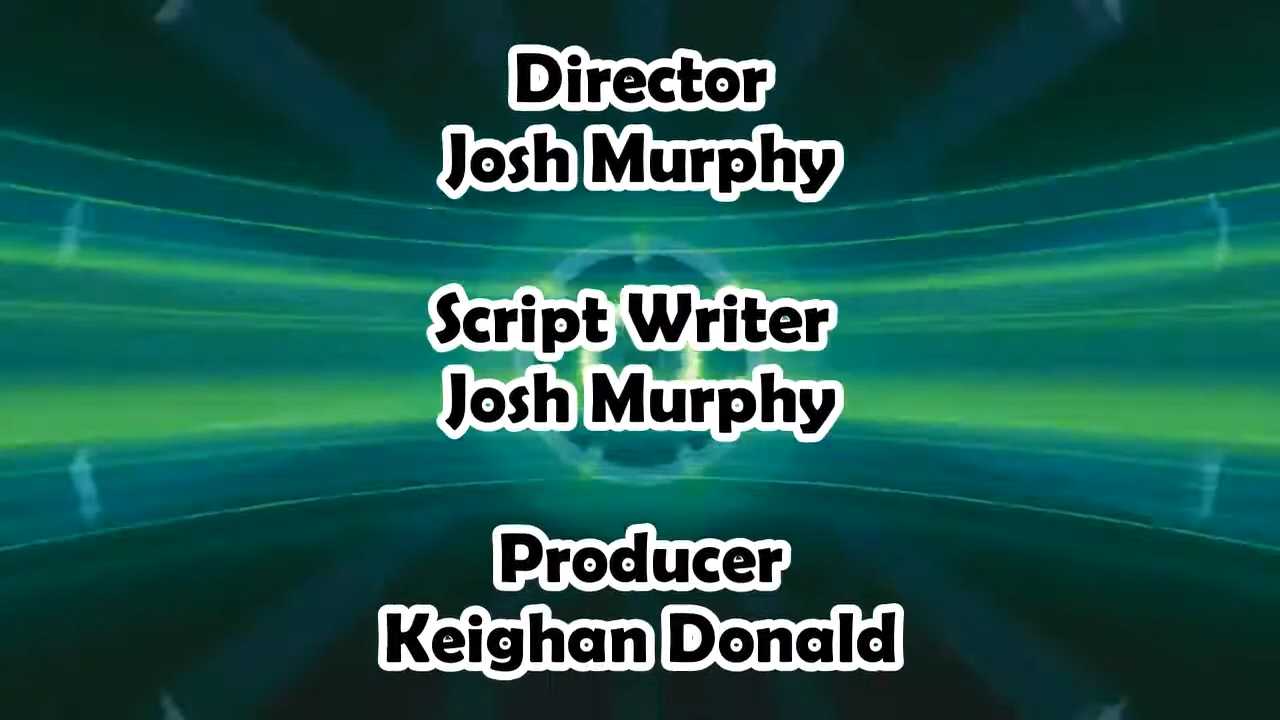 Director
Josh Murphy
Script Writer
Josh Murphy
Producer
Keighan Donald